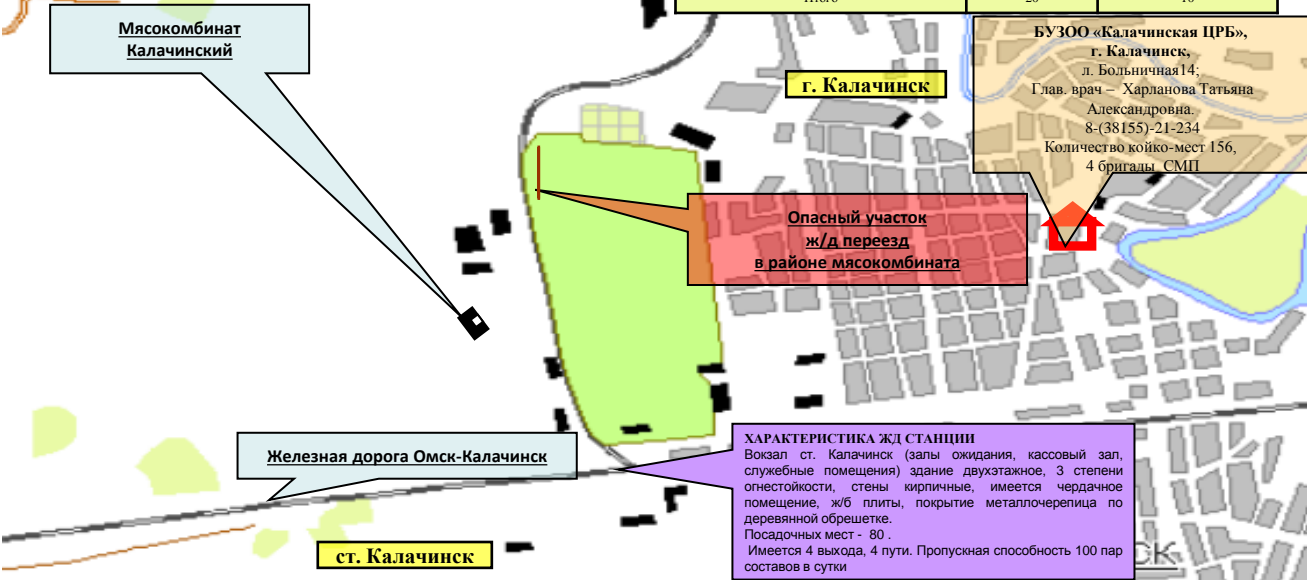 Итого 20 10
Мясокомбинат
Калачинский
г. Калачинск
БУЗОО «Калачинская ЦРБ»,
г. Калачинск,
л. Больничная14;
Глав. врач – Харланова Татьяна
Александровна.
8-(38155)-21-234
Количество койко-мест 156,
4 бригады СМП
Опасный участок
ж/д переезд
в районе мясокомбината
Железная дорога Омск-Калачинск
ХАРАКТЕРИСТИКА ЖД СТАНЦИИ
Вокзал ст. Калачинск (залы ожидания, кассовый зал,
служебные помещения) здание двухэтажное, 3 степени
огнестойкости, стены кирпичные, имеется чердачное
помещение, ж/б плиты, покрытие металлочерепица по
деревянной обрешетке.
Посадочных мест - 80 .
Имеется 4 выхода, 4 пути. Пропускная способность 100 пар
составов в сутки
ст. Калачинск
СК